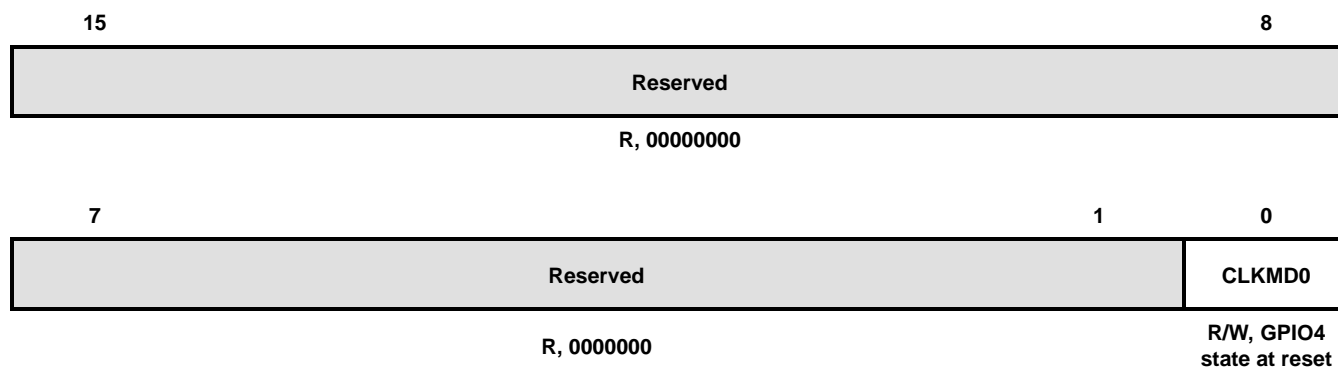 15 8
Reserved
R, 00000000
7 1 0
Reserved CLKMD0
R, 0000000 R/W, GPIO4
state at reset